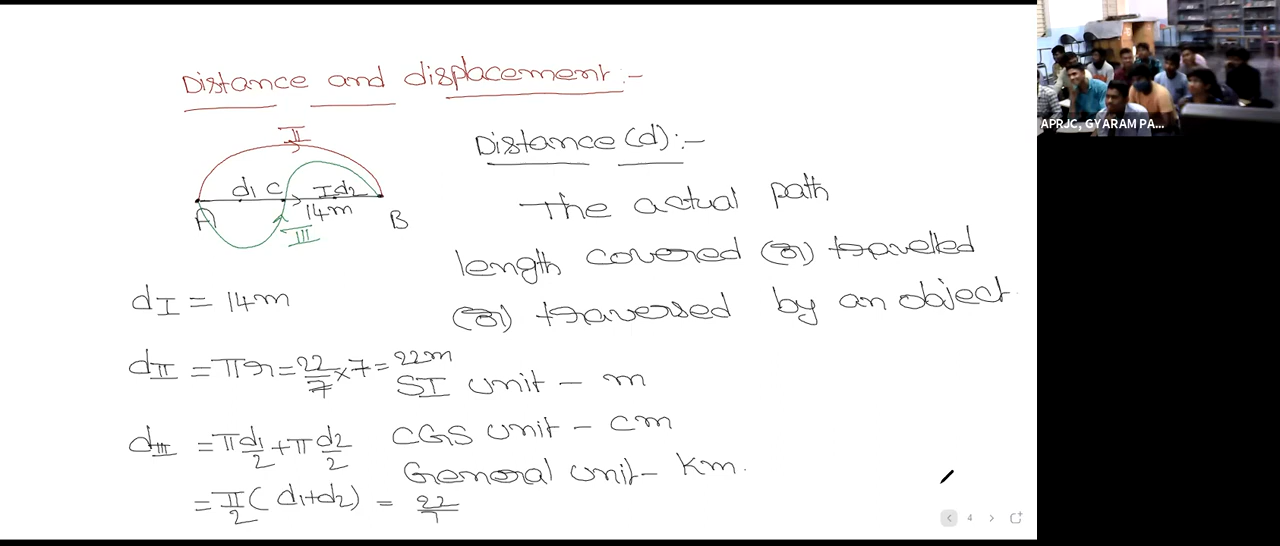 Distance and displacement:-
II
d1 C I d2
14m
A B
III
Distance (d):-
The actual path
length covered (or) travelled
(or) traversed by an object
dI = 14m
dII = πr = 22/7 x 7 = 22m
SI unit - m
dIII = πd1/2 + πd2/2
CGS unit - cm
General unit - Km.
= π/2 (d1+d2) = 22/7
APRJC, GYARAM PA...
4